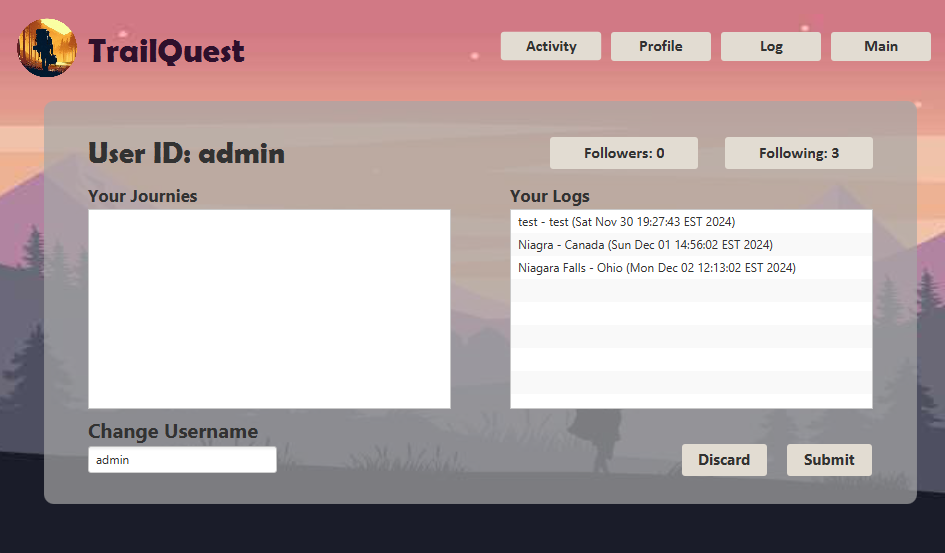 TrailQuest
Activity
Profile
Log
Main
User ID: admin
Followers: 0
Following: 3
Your Journies
Your Logs
test - test (Sat Nov 30 19:27:43 EST 2024)
Niagra - Canada (Sun Dec 01 14:56:02 EST 2024)
Niagara Falls - Ohio (Mon Dec 02 12:13:02 EST 2024)
Change Username
admin
Discard
Submit